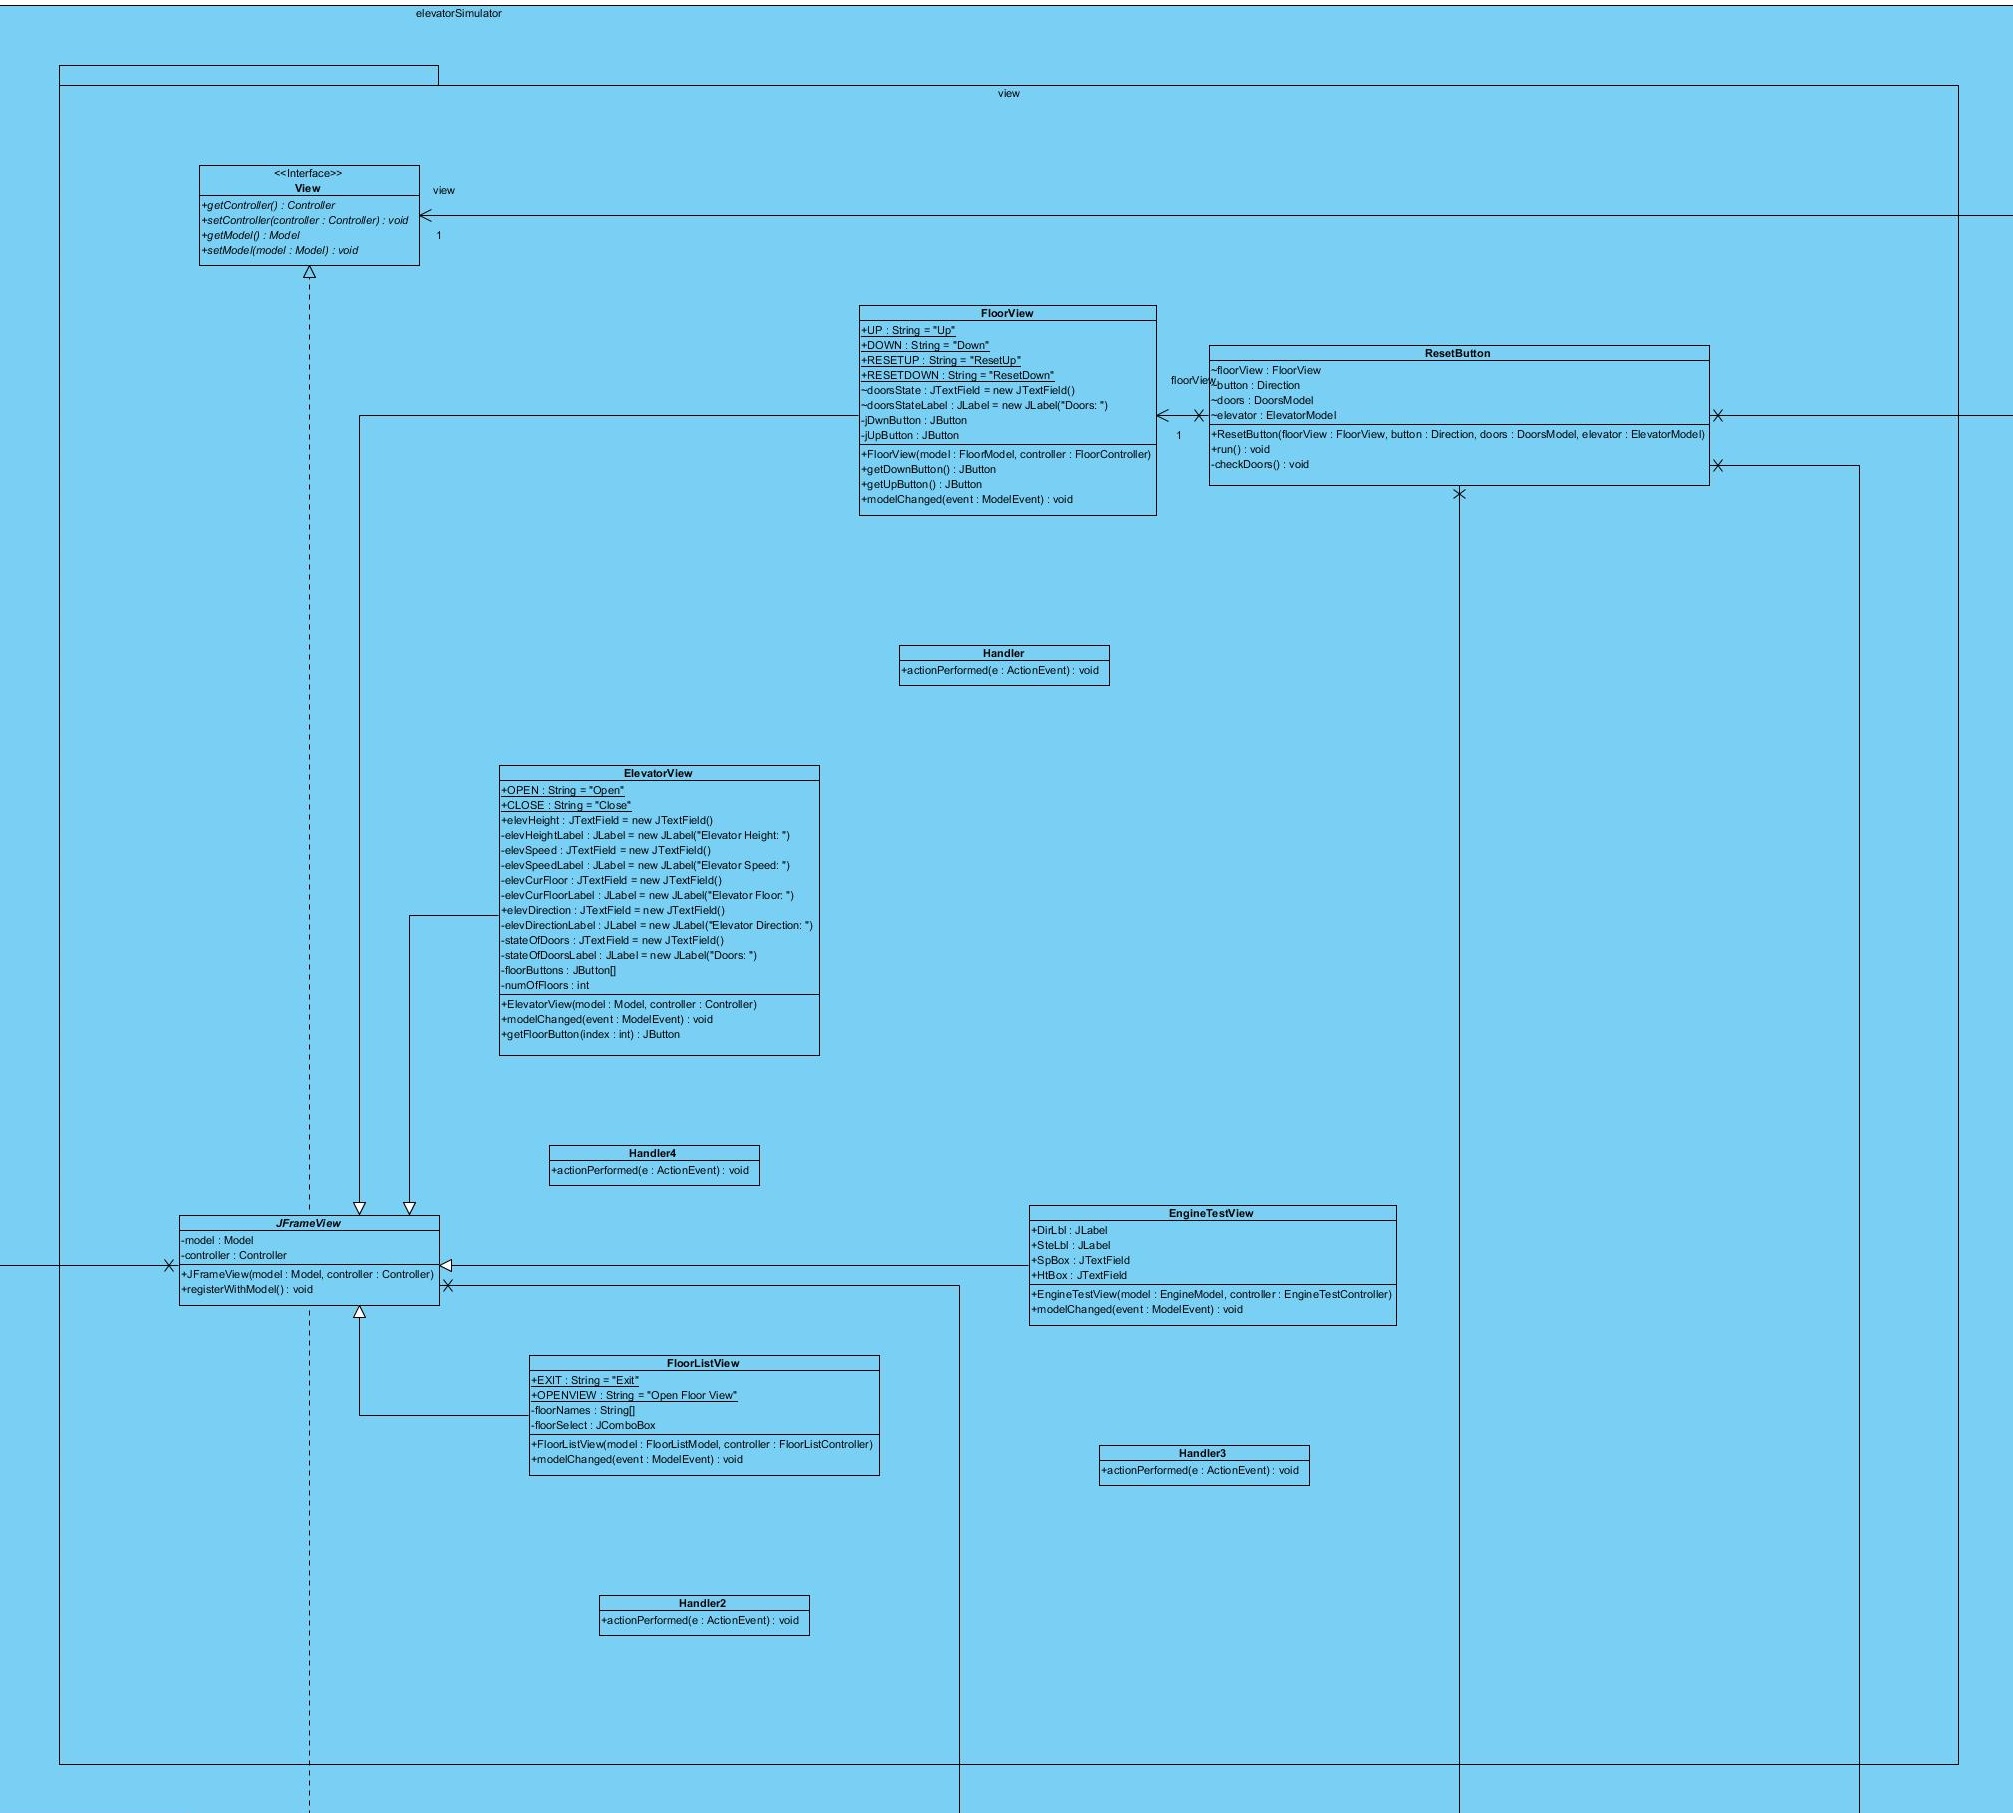 elevatorSimulator
view
<<Interface>>
View
+getController() : Controller
+setController(controller : Controller) : void
+getModel() : Model
+setModel(model : Model) : void
view
1
FloorView
+UP : String = "Up"
+DOWN : String = "Down"
+RESETUP : String = "ResetUp"
+RESETDOWN : String = "ResetDown"
~doorsState : JTextField = new JTextField()
~doorsStateLabel : JLabel = new JLabel("Doors: ")
-jDwnButton : JButton
-jUpButton : JButton
+FloorView(model : FloorModel, controller : FloorController)
+getDownButton() : JButton
+getUpButton() : JButton
+modelChanged(event : ModelEvent) : void
floorView
1
ResetButton
~floorView : FloorView
~button : Direction
~doors : DoorsModel
~elevator : ElevatorModel
+ResetButton(floorView : FloorView, button : Direction, doors : DoorsModel, elevator : ElevatorModel)
+run() : void
-checkDoors() : void
Handler
+actionPerformed(e : ActionEvent) : void
ElevatorView
+OPEN : String = "Open"
+CLOSE : String = "Close"
+elevHeight : JTextField = new JTextField()
-elevHeightLabel : JLabel = new JLabel("Elevator Height: ")
-elevSpeed : JTextField = new JTextField()
-elevSpeedLabel : JLabel = new JLabel("Elevator Speed: ")
-elevCurFloor : JTextField = new JTextField()
-elevCurFloorLabel : JLabel = new JLabel("Elevator Floor: ")
+elevDirection : JTextField = new JTextField()
-elevDirectionLabel : JLabel = new JLabel("Elevator Direction: ")
-stateOfDoors : JTextField = new JTextField()
-stateOfDoorsLabel : JLabel = new JLabel("Doors: ")
-floorButtons : JButton[]
-numOfFloors : int
+ElevatorView(model : Model, controller : Controller)
+modelChanged(event : ModelEvent) : void
+getFloorButton(index : int) : JButton
Handler4
+actionPerformed(e : ActionEvent) : void
JFrameView
-model : Model
-controller : Controller
+JFrameView(model : Model, controller : Controller)
+registerWithModel() : void
EngineTestView
+DirLbl : JLabel
+SteLbl : JLabel
+SpBox : JTextField
+HtBox : JTextField
+EngineTestView(model : EngineModel, controller : EngineTestController)
+modelChanged(event : ModelEvent) : void
FloorListView
+EXIT : String = "Exit"
+OPENVIEW : String = "Open Floor View"
-floorNames : String[]
-floorSelect : JComboBox
+FloorListView(model : FloorListModel, controller : FloorListController)
+modelChanged(event : ModelEvent) : void
Handler3
+actionPerformed(e : ActionEvent) : void
Handler2
+actionPerformed(e : ActionEvent) : void